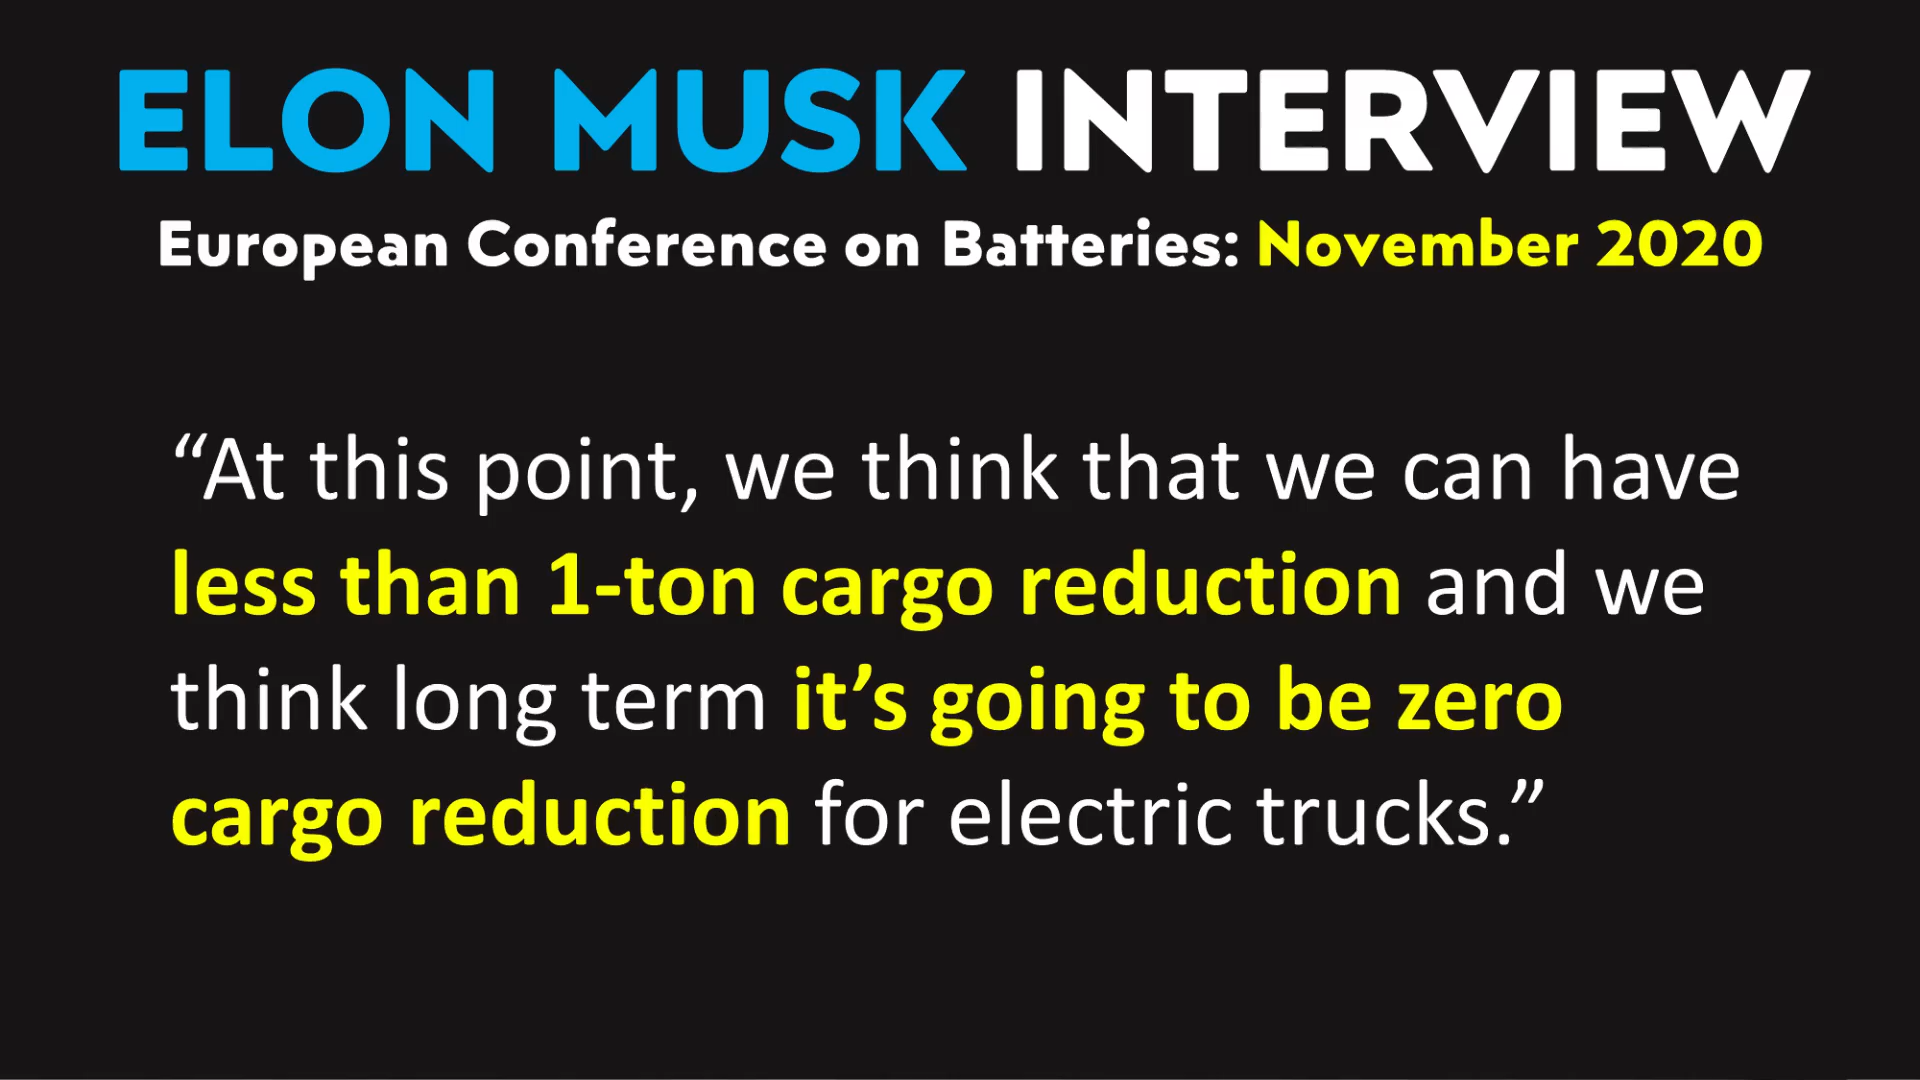 ELON MUSK INTERVIEW
European Conference on Batteries: November 2020
“At this point, we think that we can have
less than 1-ton cargo reduction and we
think long term it’s going to be zero
cargo reduction for electric trucks.”